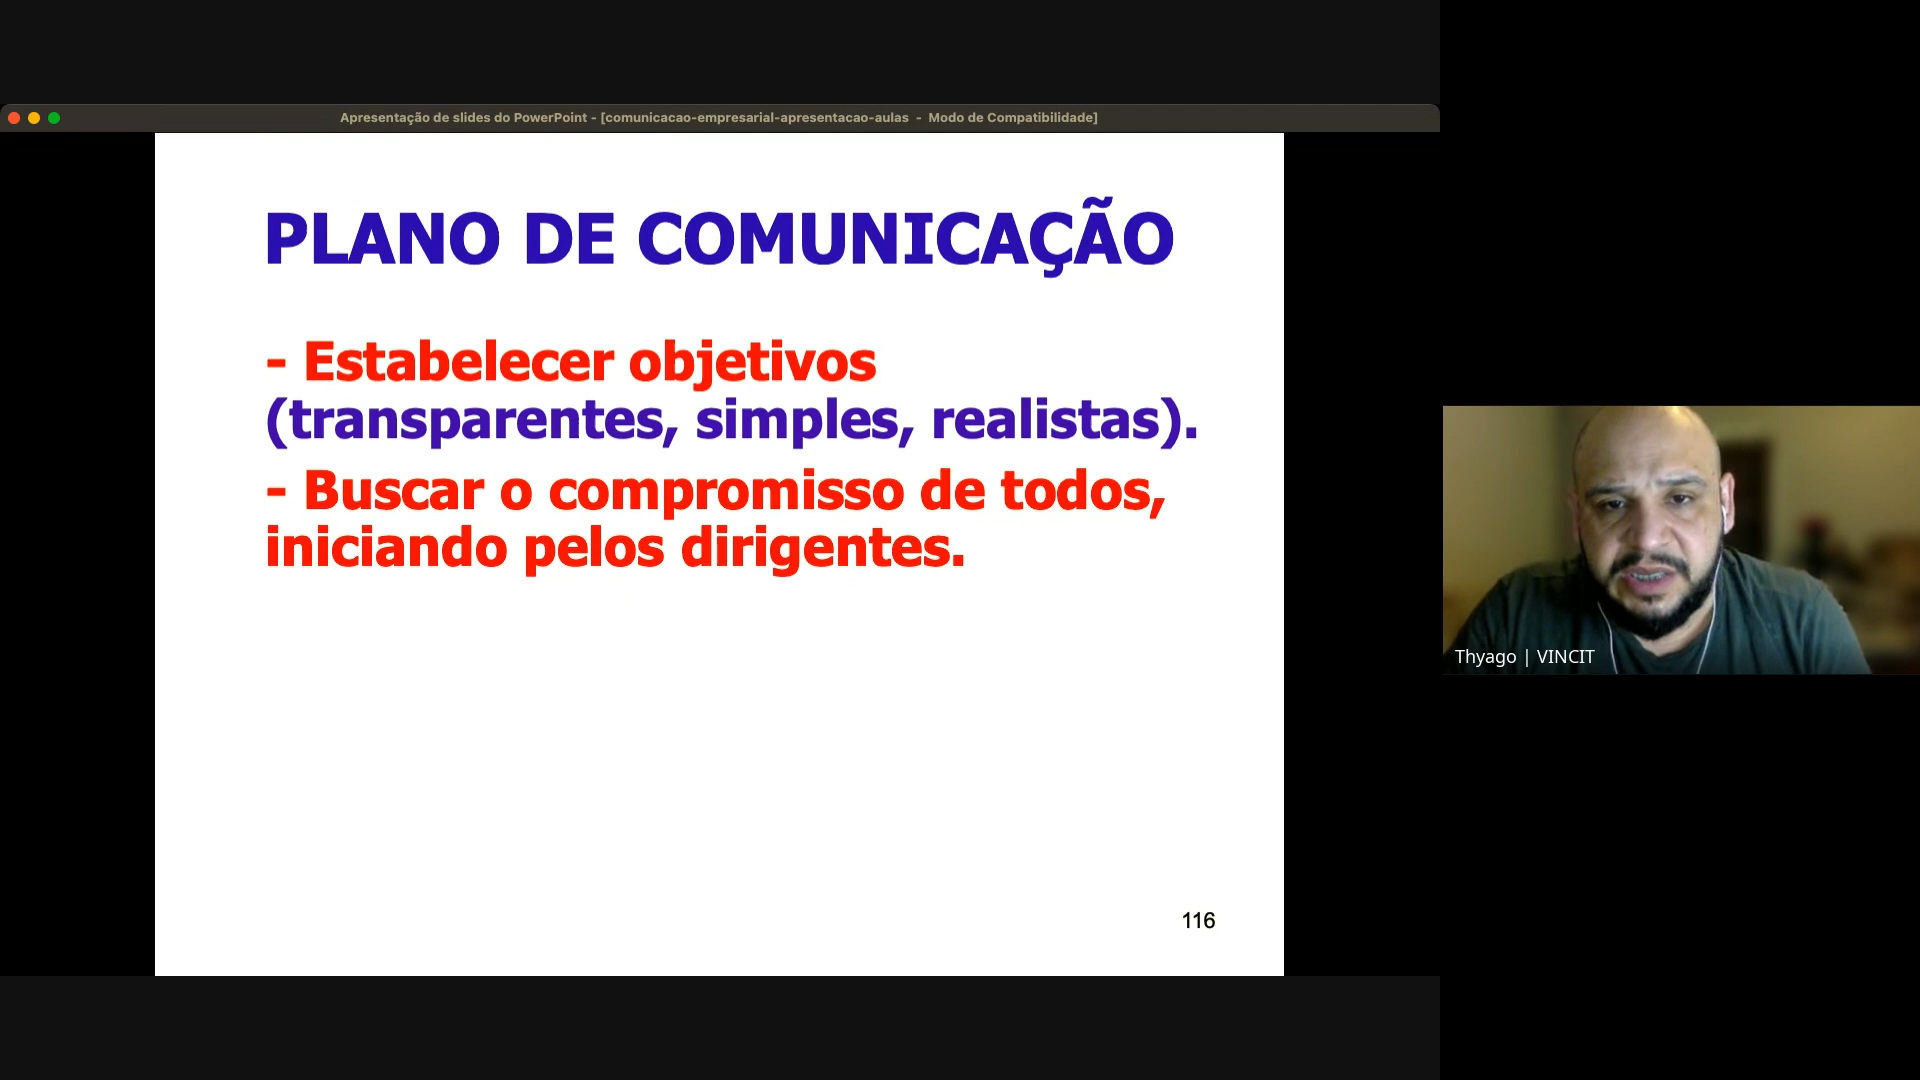 Apresentação de slides do PowerPoint - [comunicacao-empresarial-apresentacao-aulas - Modo de Compatibilidade]
PLANO DE COMUNICAÇÃO
- Estabelecer objetivos
(transparentes, simples, realistas).
- Buscar o compromisso de todos,
iniciando pelos dirigentes.
116
Thyago | VINCIT